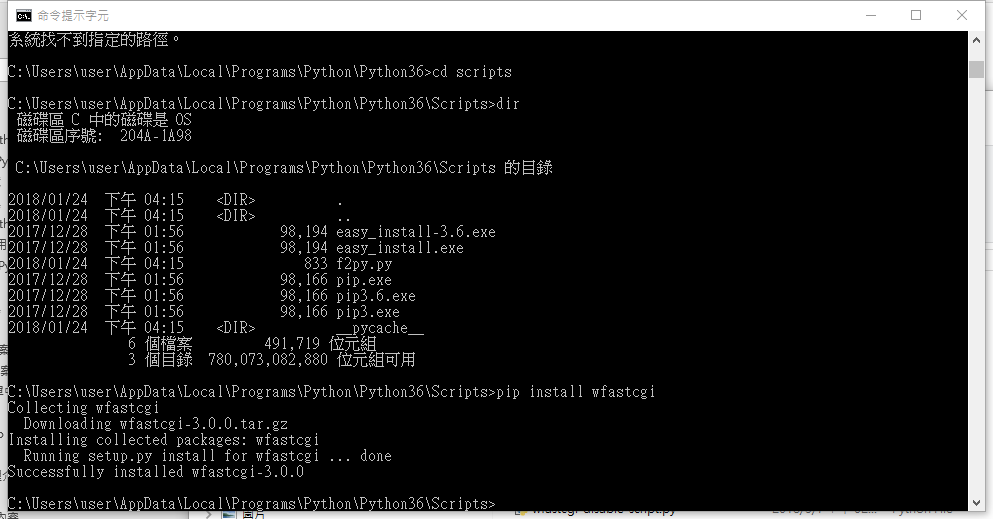 命令提示字元
系統找不到指定的路徑。
C:\Users\user\AppData\Local\Programs\Python\Python36>cd scripts
C:\Users\user\AppData\Local\Programs\Python\Python36\Scripts>dir
 磁碟區 C 中的磁碟是 OS
 磁碟區序號:  204A-1A98
 C:\Users\user\AppData\Local\Programs\Python\Python36\Scripts 的目錄
2018/01/24  下午 04:15    <DIR>          .
2018/01/24  下午 04:15    <DIR>          ..
2017/12/28  下午 01:56            98,194 easy_install-3.6.exe
2017/12/28  下午 01:56            98,194 easy_install.exe
2018/01/24  下午 04:15               833 f2py.py
2017/12/28  下午 01:56            98,166 pip.exe
2017/12/28  下午 01:56            98,166 pip3.6.exe
2017/12/28  下午 01:56            98,166 pip3.exe
2018/01/24  下午 04:15    <DIR>          __pycache__
               6 個檔案         491,719 位元組
               3 個目錄  780,073,082,880 位元組可用
C:\Users\user\AppData\Local\Programs\Python\Python36\Scripts>pip install wfastcgi
Collecting wfastcgi
  Downloading wfastcgi-3.0.0.tar.gz
Installing collected packages: wfastcgi
  Running setup.py install for wfastcgi ... done
Successfully installed wfastcgi-3.0.0
C:\Users\user\AppData\Local\Programs\Python\Python36\Scripts>